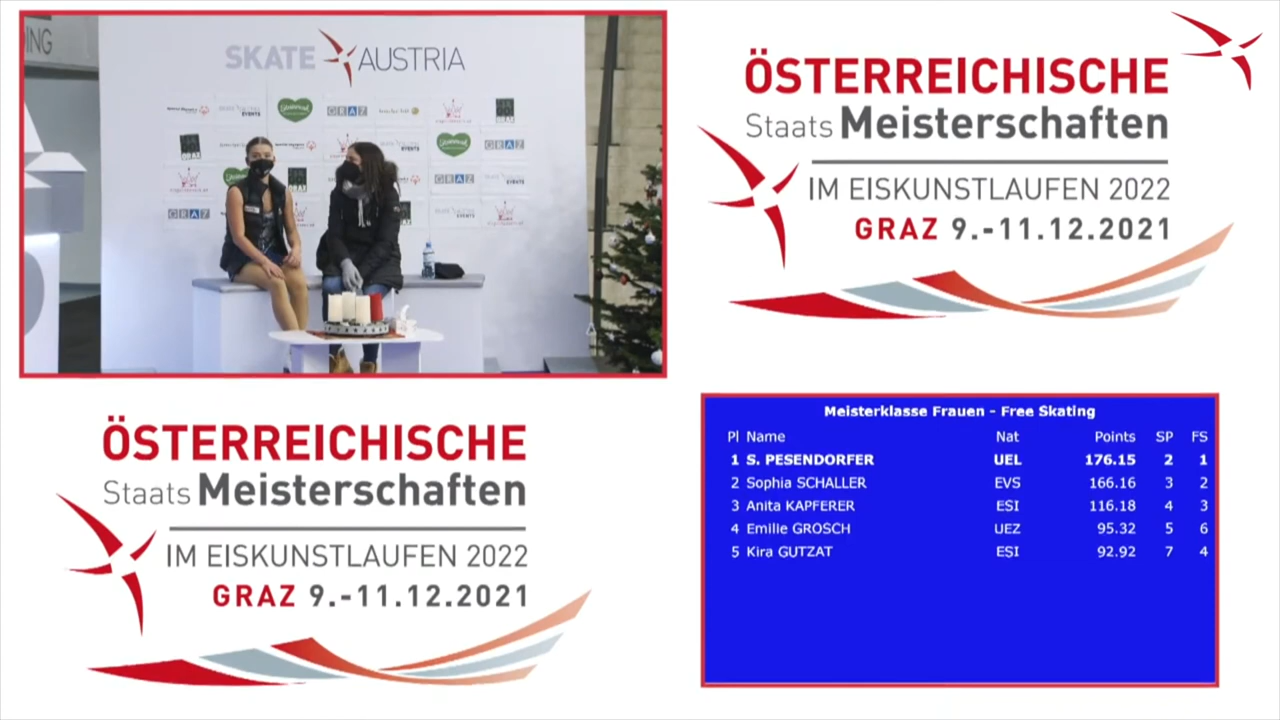 SKATE AUSTRIA
GRAZ
GRAZ
GRAZ
GRAZ
ÖSTERREICHISCHE
Staats Meisterschaften
IM EISKUNSTLAUFEN 2022
GRAZ 9.-11.12.2021
ÖSTERREICHISCHE
Staats Meisterschaften
IM EISKUNSTLAUFEN 2022
GRAZ 9.-11.12.2021
Meisterklasse Frauen - Free Skating
Pl Name Nat Points SP FS
1 S. PESENDORFER UEL 176.15 2 1
2 Sophia SCHALLER EVS 166.16 3 2
3 Anita KAPFERER ESI 116.18 4 3
4 Emilie GROSCH UEZ 95.32 5 6
5 Kira GUTZAT ESI 92.92 7 4